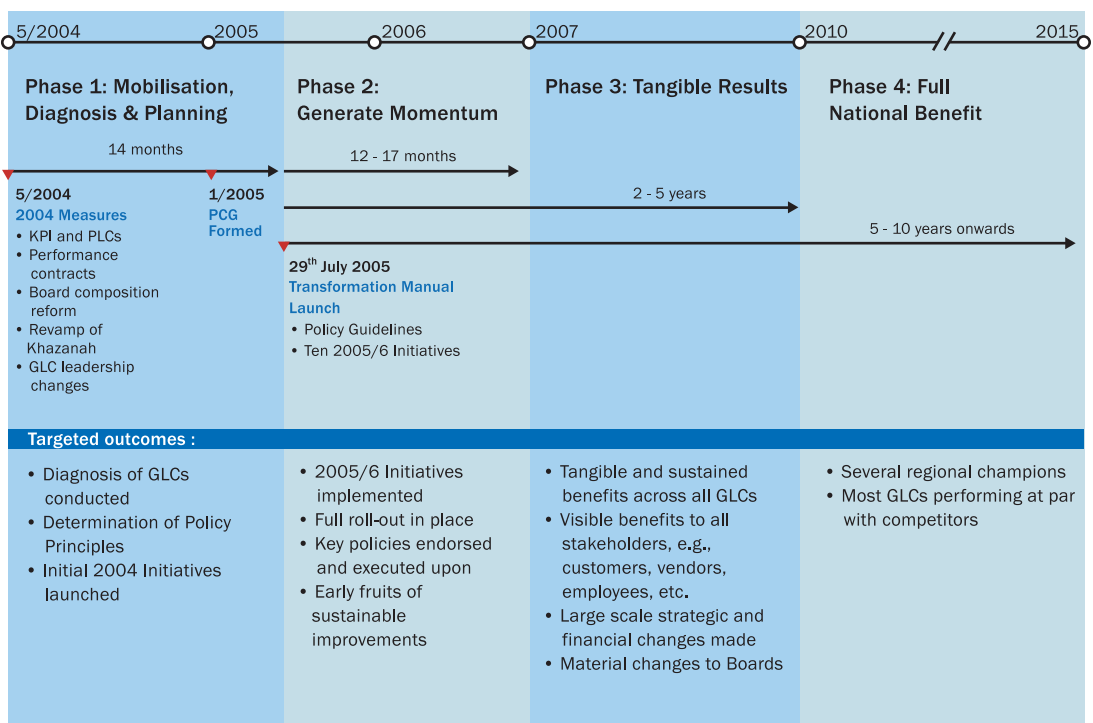 5/2004
2005
2006
2007
2010
2015
Phase 1: Mobilisation,
Diagnosis & Planning
Phase 2:
Generate Momentum
Phase 3: Tangible Results
Phase 4: Full
National Benefit
14 months
12 - 17 months
2 - 5 years
5 - 10 years onwards
5/2004
2004 Measures
• KPI and PLCs
• Performance
contracts
• Board composition
reform
• Revamp of
Khazanah
• GLC leadership
changes
1/2005
PCG
Formed
29th July 2005
Transformation Manual
Launch
• Policy Guidelines
• Ten 2005/6 Initiatives
Targeted outcomes :
• Diagnosis of GLCs
conducted
• Determination of Policy
Principles
• Initial 2004 Initiatives
launched
• 2005/6 Initiatives
implemented
• Full roll-out in place
• Key policies endorsed
and executed upon
• Early fruits of
sustainable
improvements
• Tangible and sustained
benefits across all GLCs
• Visible benefits to all
stakeholders, e.g.,
customers, vendors,
employees, etc.
• Large scale strategic and
financial changes made
• Material changes to Boards
• Several regional champions
• Most GLCs performing at par
with competitors